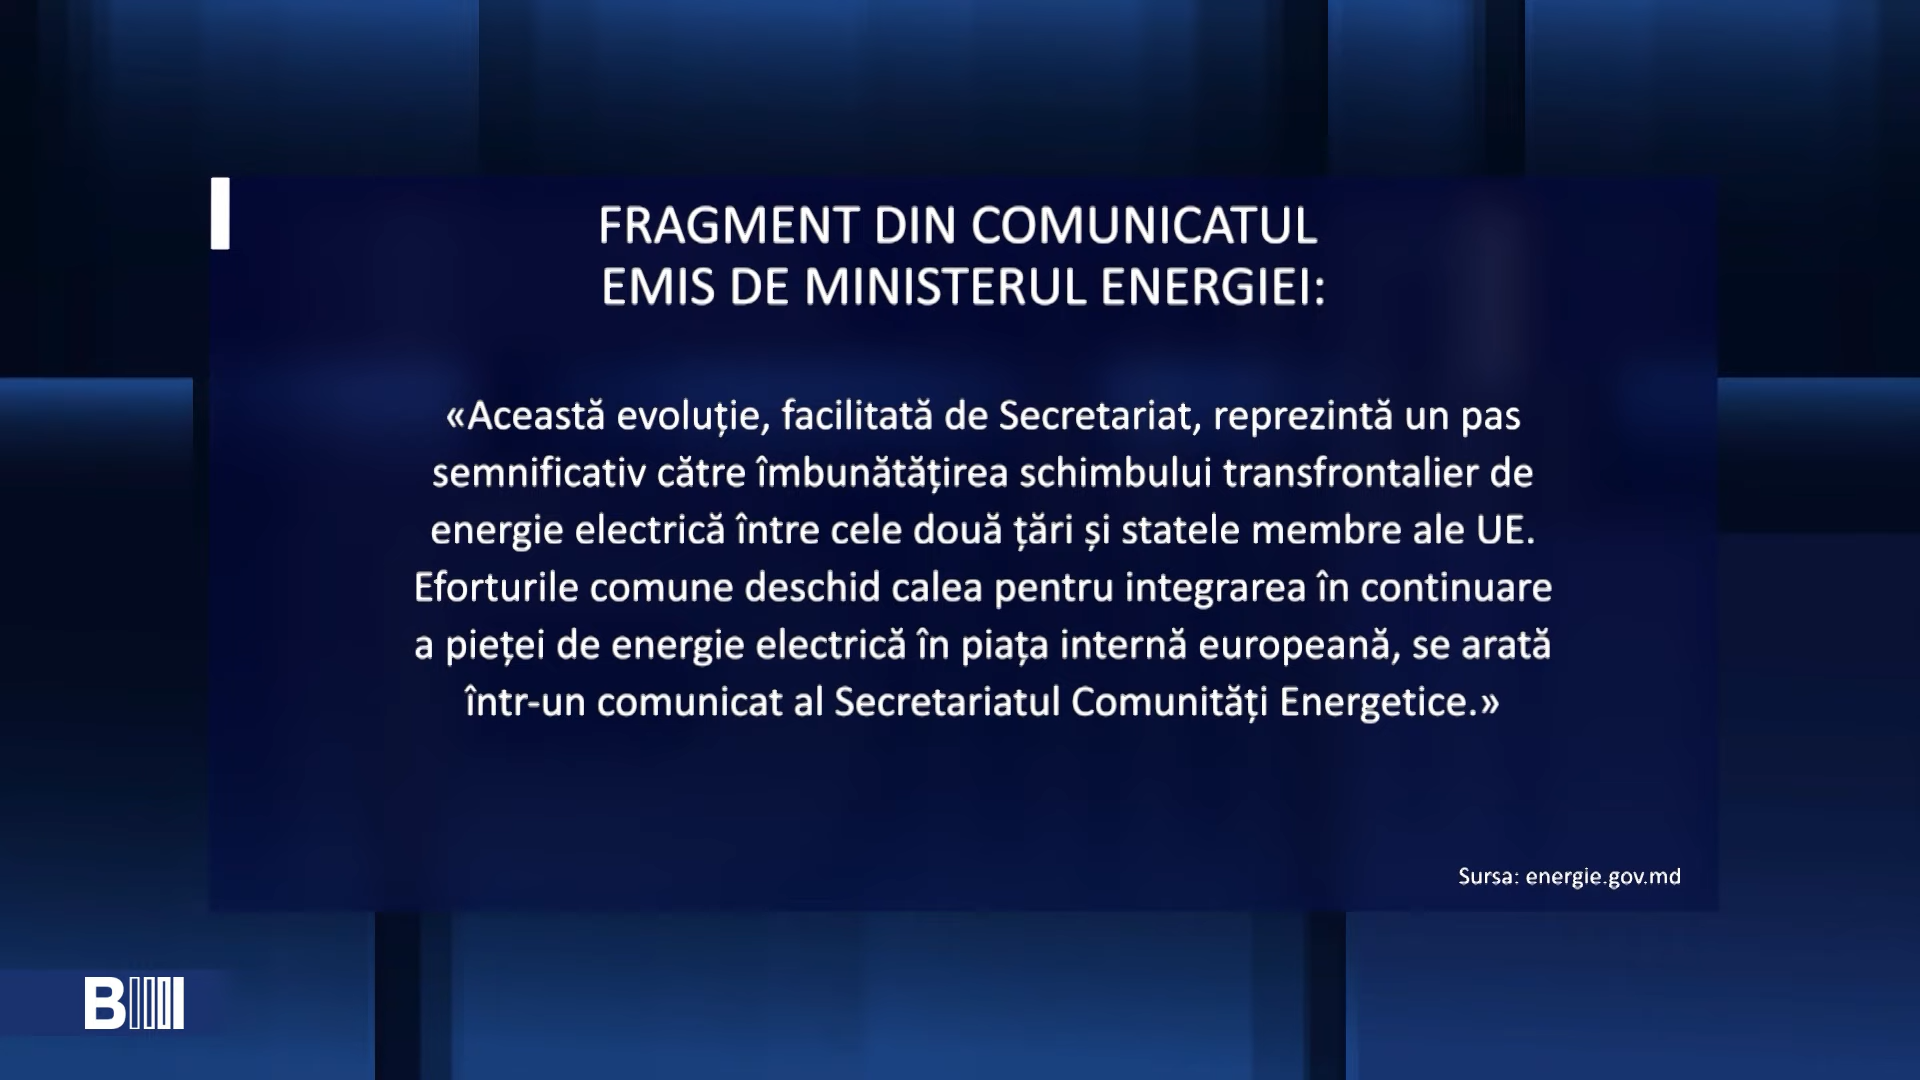 FRAGMENT DIN COMUNICATUL
EMIS DE MINISTERUL ENERGIEI:
«Această evoluție, facilitată de Secretariat, reprezintă un pas
semnificativ către îmbunătățirea schimbului transfrontalier de
energie electrică între cele două țări și statele membre ale UE.
Eforturile comune deschid calea pentru integrarea în continuare
a pieței de energie electrică în piața internă europeană, se arată
într-un comunicat al Secretariatul Comunități Energetice.»
Sursa: energie.gov.md
B